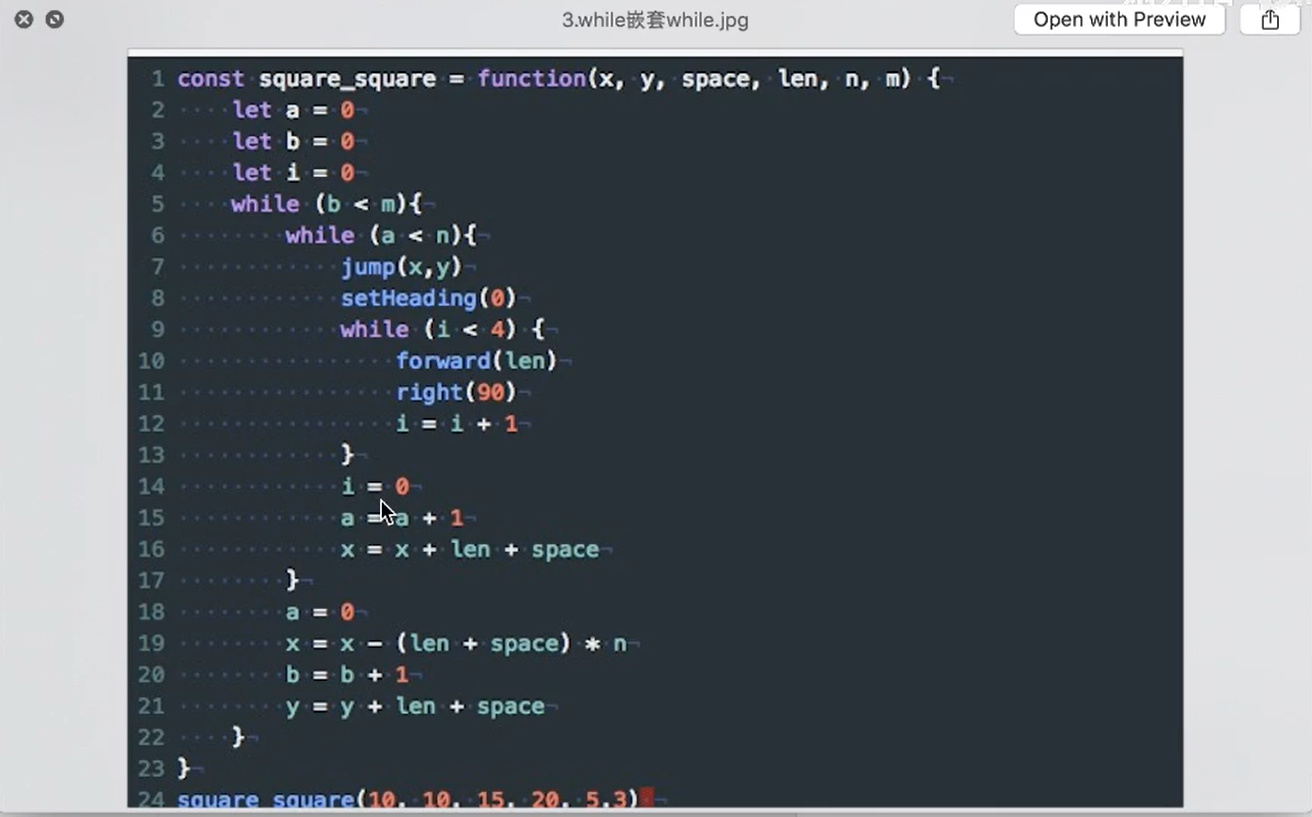 3.while嵌套while.jpg
Open with Preview
1 const square_square = function(x, y, space, len, n, m) {
2     let a = 0
3     let b = 0
4     let i = 0
5     while (b < m){
6         while (a < n){
7             jump(x,y)
8             setHeading(0)
9             while (i < 4) {
10                 forward(len)
11                 right(90)
12                 i = i + 1
13             }
14             i = 0
15             a = a + 1
16             x = x + len + space
17         }
18         a = 0
19         x = x - (len + space) * n
20         b = b + 1
21         y = y + len + space
22     }
23 }
24 square_square(10, 10, 15, 20, 5,3)